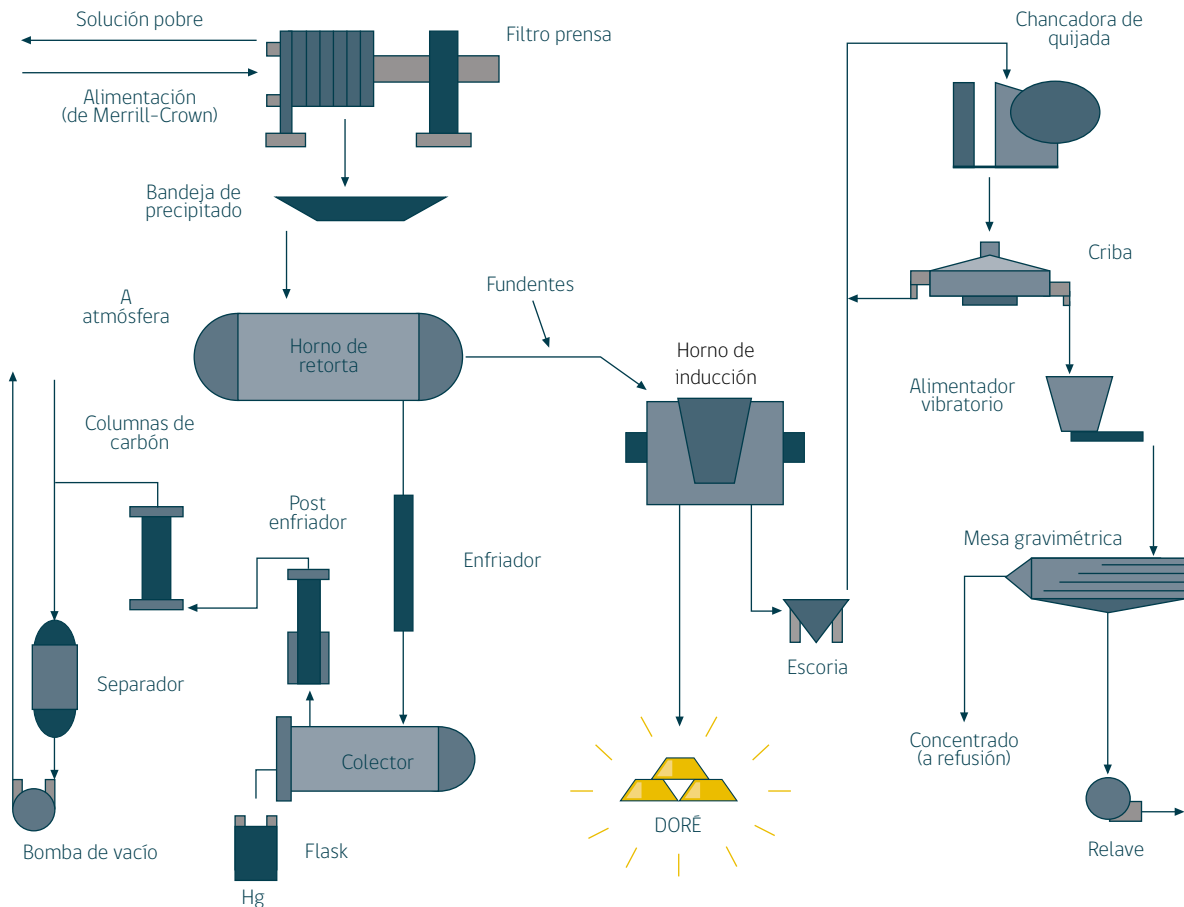 Solución pobre
Alimentación
(de Merrill-Crown)
Filtro prensa
Chancadora de
quijada
Bandeja de
precipitado
Criba
A
atmósfera
Fundentes
Horno de
retorta
Horno de
inducción
Alimentador
vibratorio
Columnas de
carbón
Post
enfriador
Enfriador
Mesa gravimétrica
Escoria
Separador
Colector
Concentrado
(a refusión)
DORÉ
Bomba de vacío
Flask
Hg
Relave